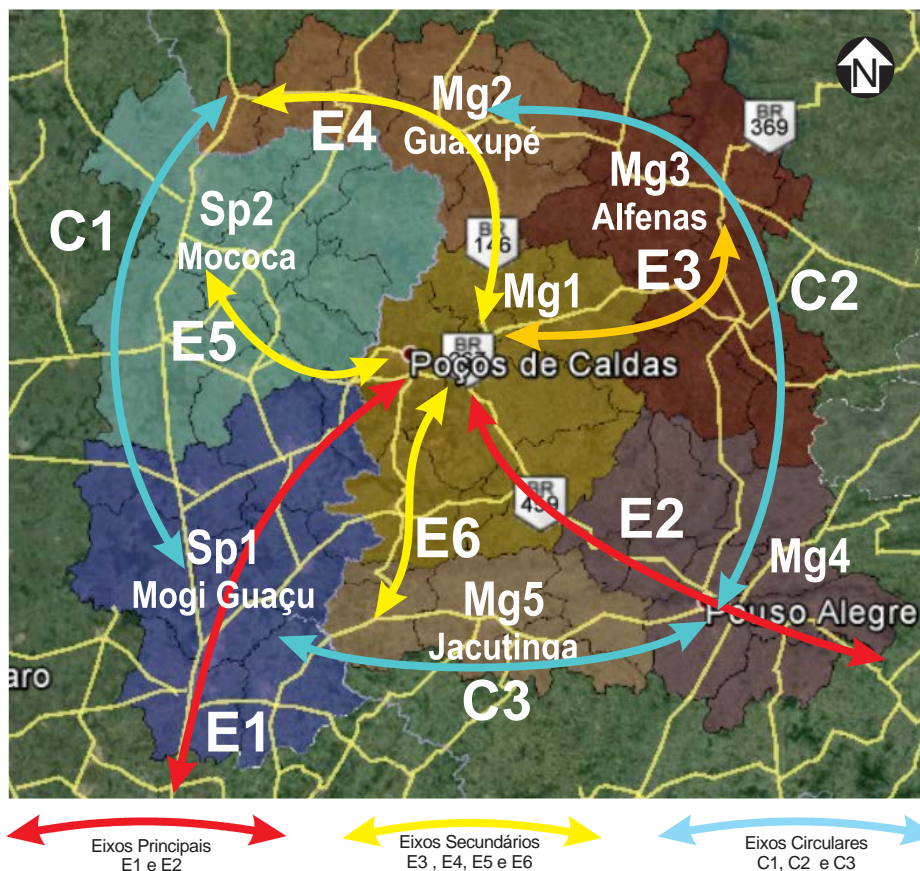 N
Mg2
Guaxupé
E4
BR
369
Mg3
Alfenas
Sp2
Mococa
C1
BR
146
E3
Mg1
C2
E5
BR
Poços de Caldas
BR
459
E2
E6
Sp1
Mogi Guaçu
Mg4
Mg5
Jacutinga
Pouso Alegre
aro
C3
E1
Eixos Principais
E1 e E2
Eixos Secundários
E3 , E4, E5 e E6
Eixos Circulares
C1, C2 e C3